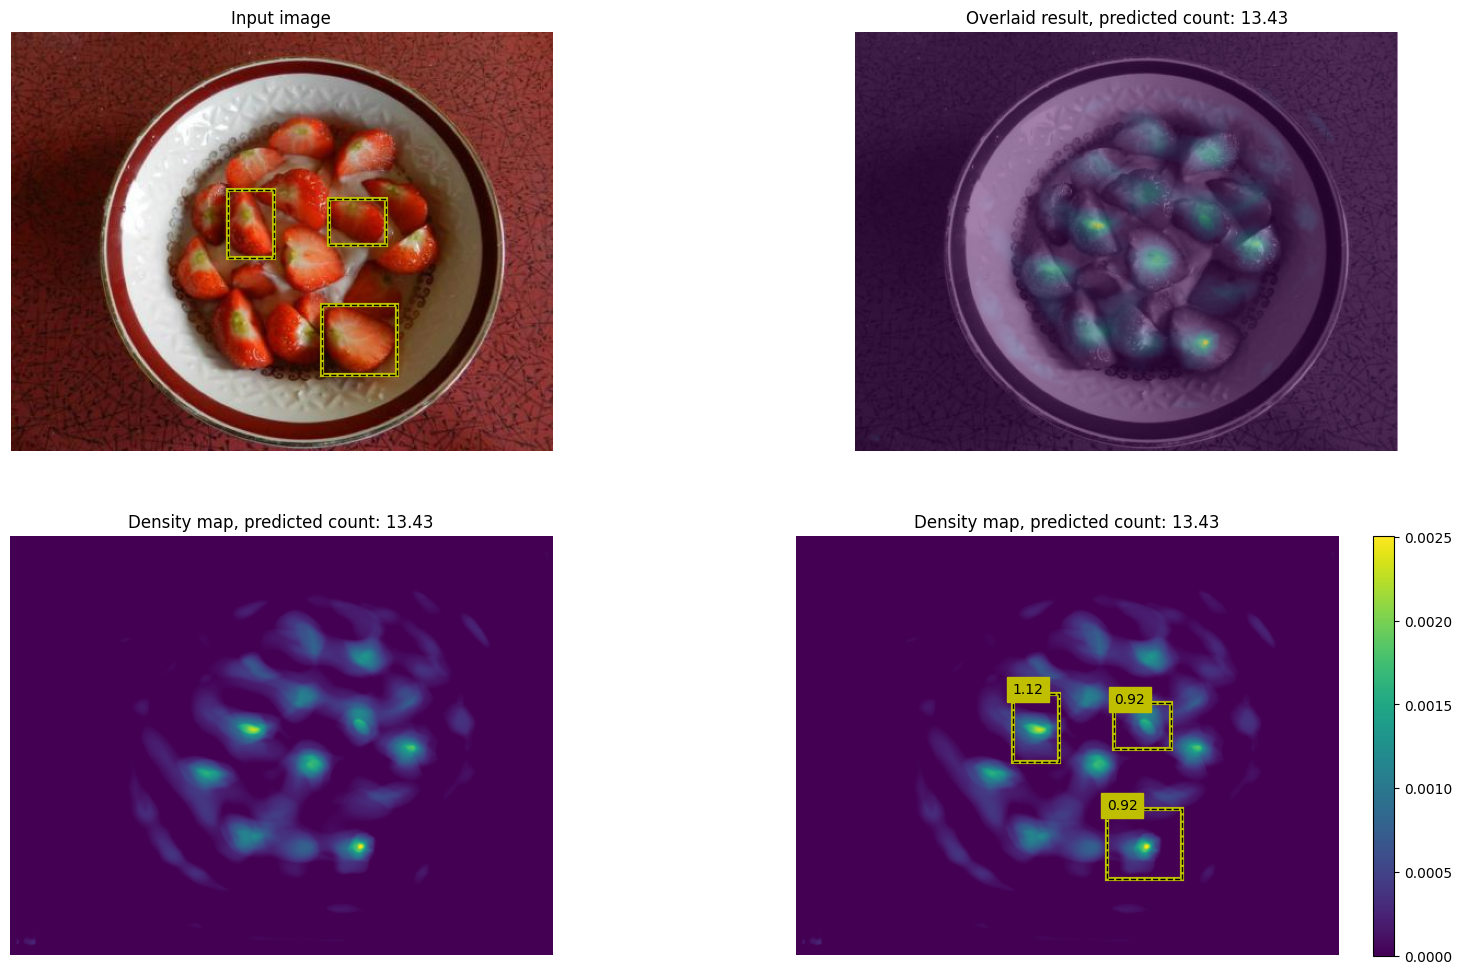 Input image
Overlaid result, predicted count: 13.43
Density map, predicted count: 13.43
Density map, predicted count: 13.43
1.12
0.92
0.92
0.0025
0.0020
0.0015
0.0010
0.0005
0.0000